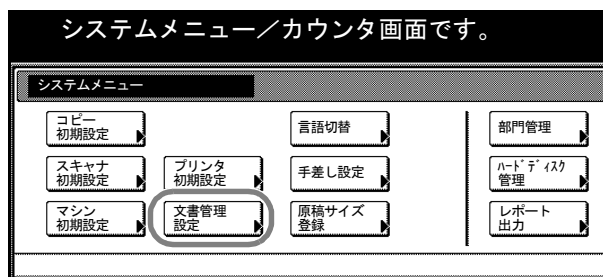 システムメニュー／カウンタ画面です。
システムメニュー
コピー
初期設定
言語切替
部門管理
スキャナ
初期設定
プリンタ
初期設定
手差し設定
ﾊｰﾄﾞﾃﾞｨｽｸ
管理
マシン
初期設定
文書管理
設定
原稿サイズ
登録
レポート
出力